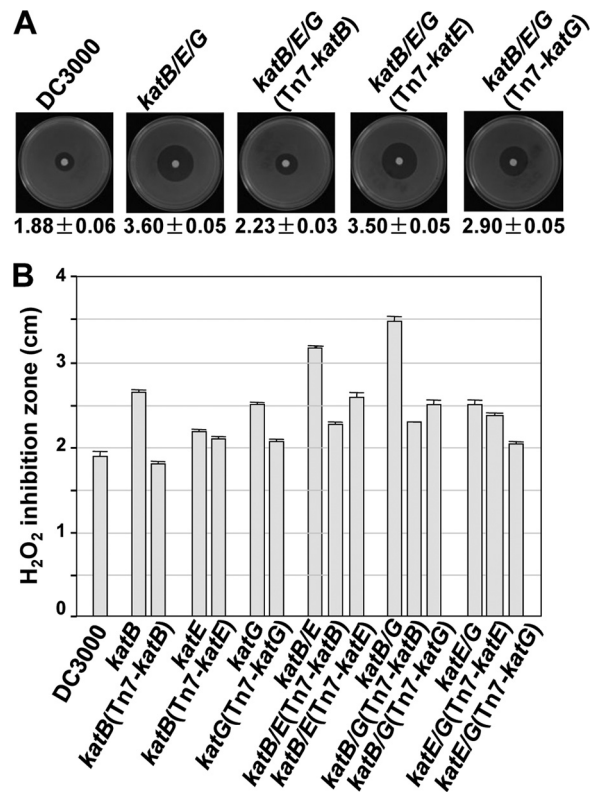 A
DC3000
katB/E/G
katB/E/G
(Tn7-katB)
katB/E/G
(Tn7-katE)
katB/E/G
(Tn7-katG)
1.88±0.06
3.60±0.05
2.23±0.03
3.50±0.05
2.90±0.05
B
H₂O₂ inhibition zone (cm)
4
3
2
1
0
DC3000
katB
katB(Tn7-katB)
katE
katB(Tn7-katE)
katG
katG(Tn7-katG)
katB/E
katB/E(Tn7-katB)
katB/E(Tn7-katE)
katB/G
katB/G(Tn7-katB)
katB/G(Tn7-katG)
katE/G
katE/G(Tn7-katE)
katE/G(Tn7-katG)